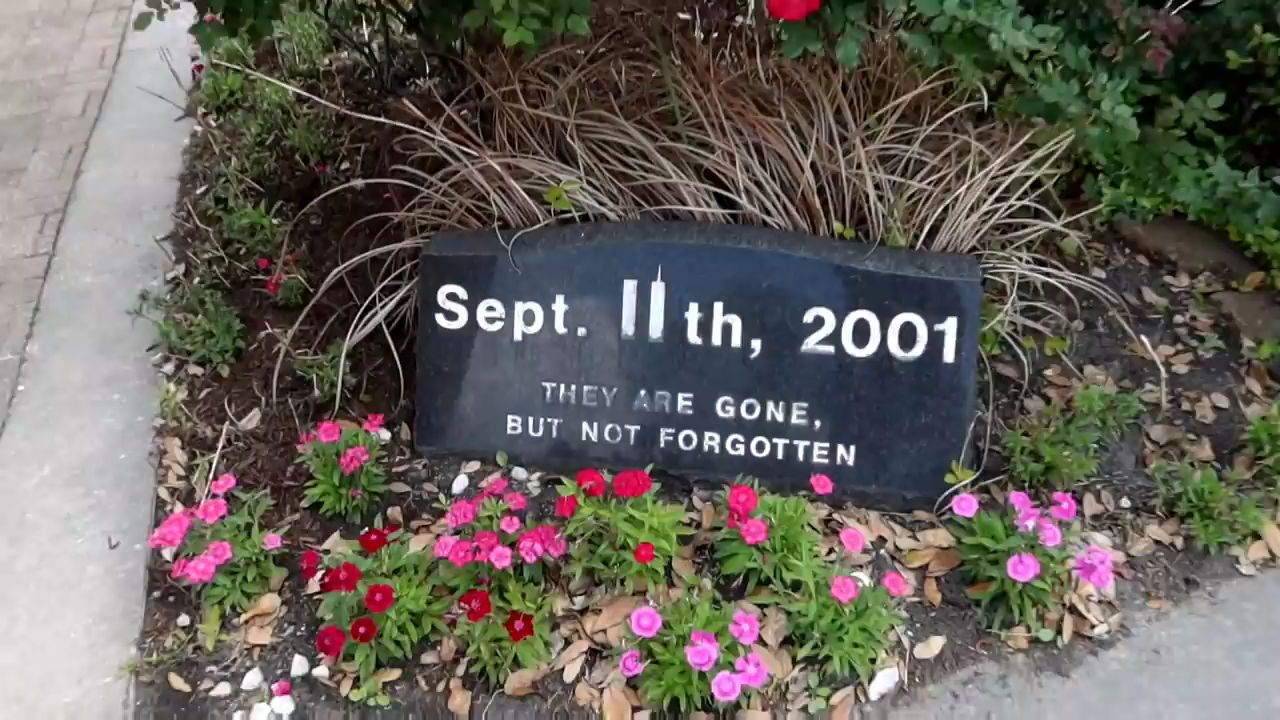 Sept. 11th, 2001
THEY ARE GONE,
BUT NOT FORGOTTEN